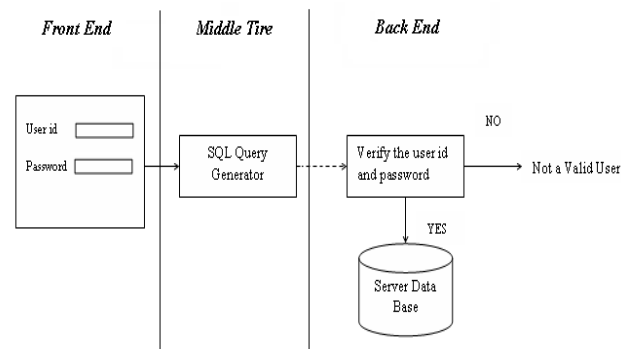 Front End
Middle Tire
Back End
User id
Password
SQL Query
Generator
Verify the user id
and password
NO
Not a Valid User
YES
Server Data
Base